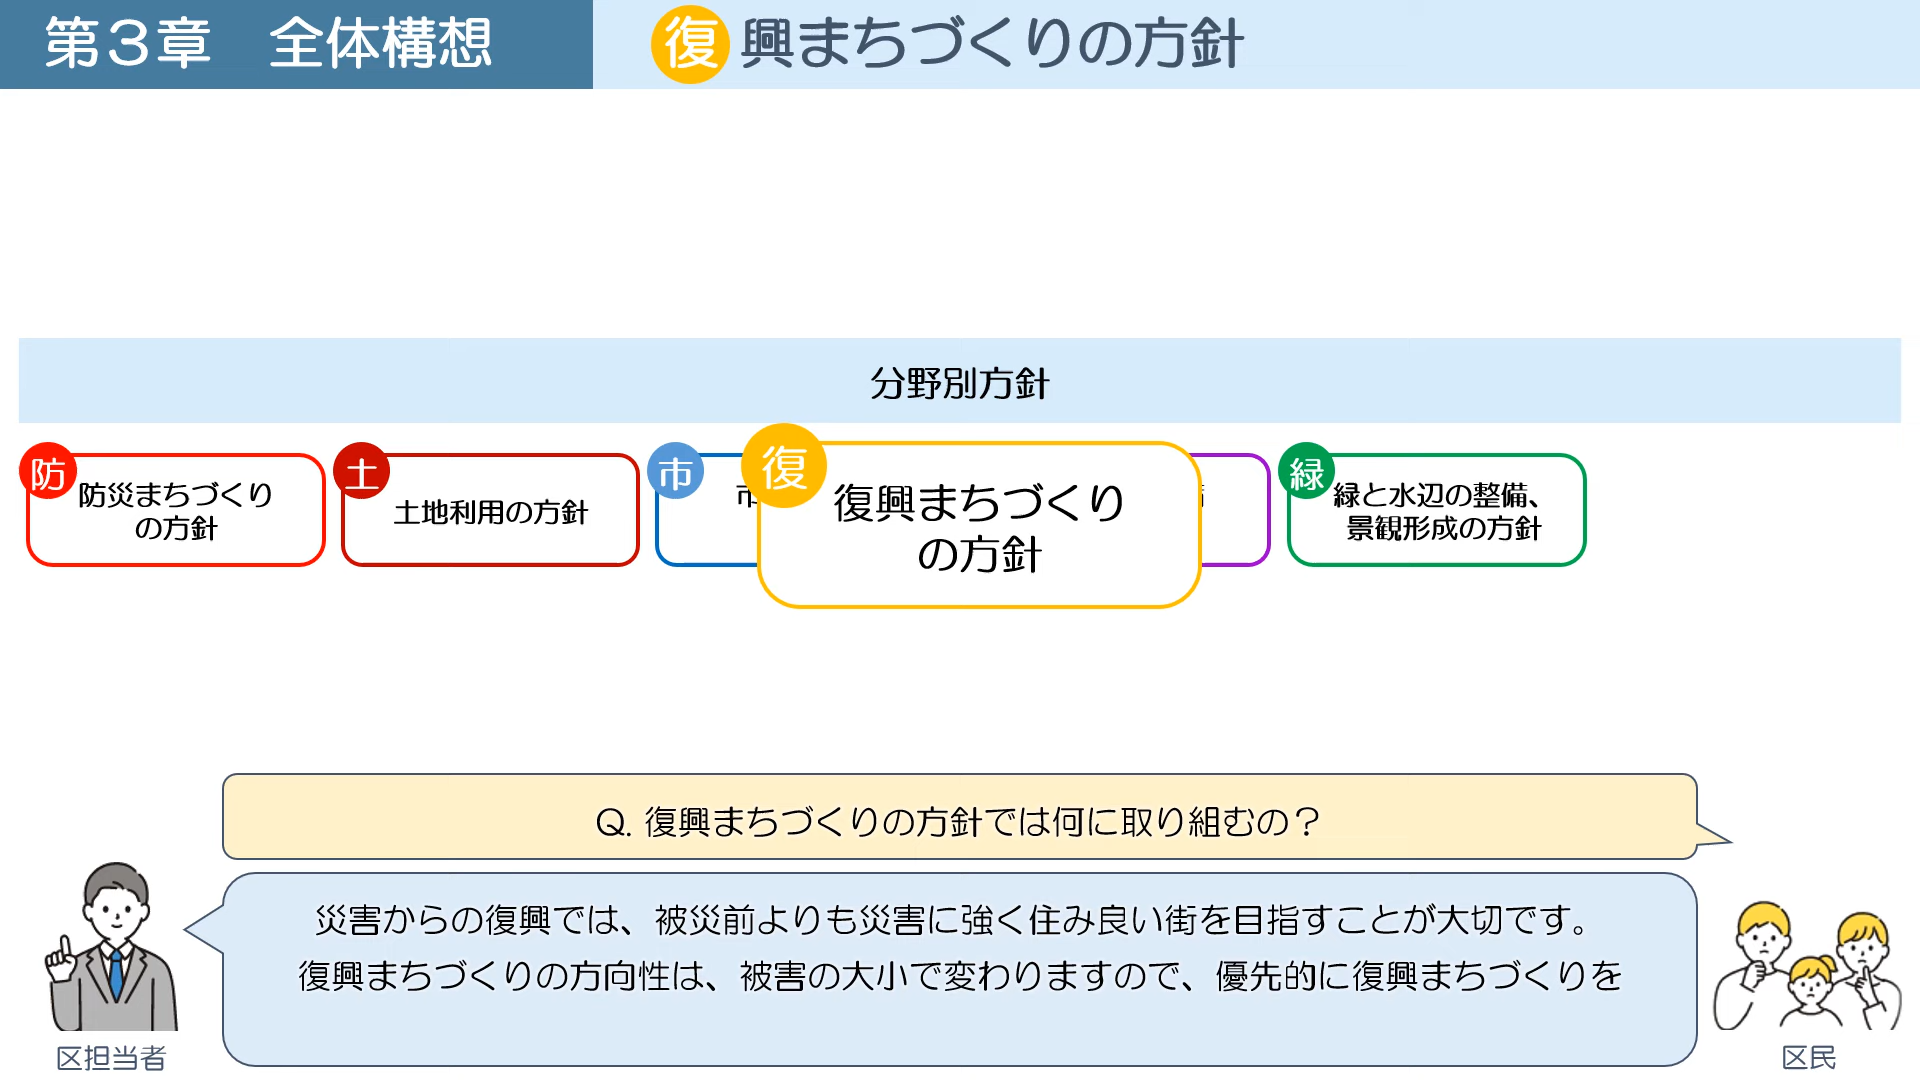 第３章　全体構想
復興まちづくりの方針
分野別方針
防
防災まちづくり
の方針
土
土地利用の方針
市
復
復興まちづくり
の方針
緑
緑と水辺の整備、
景観形成の方針
Q. 復興まちづくりの方針では何に取り組むの？
災害からの復興では、被災前よりも災害に強く住み良い街を目指すことが大切です。
復興まちづくりの方向性は、被害の大小で変わりますので、優先的に復興まちづくりを
区担当者
区民